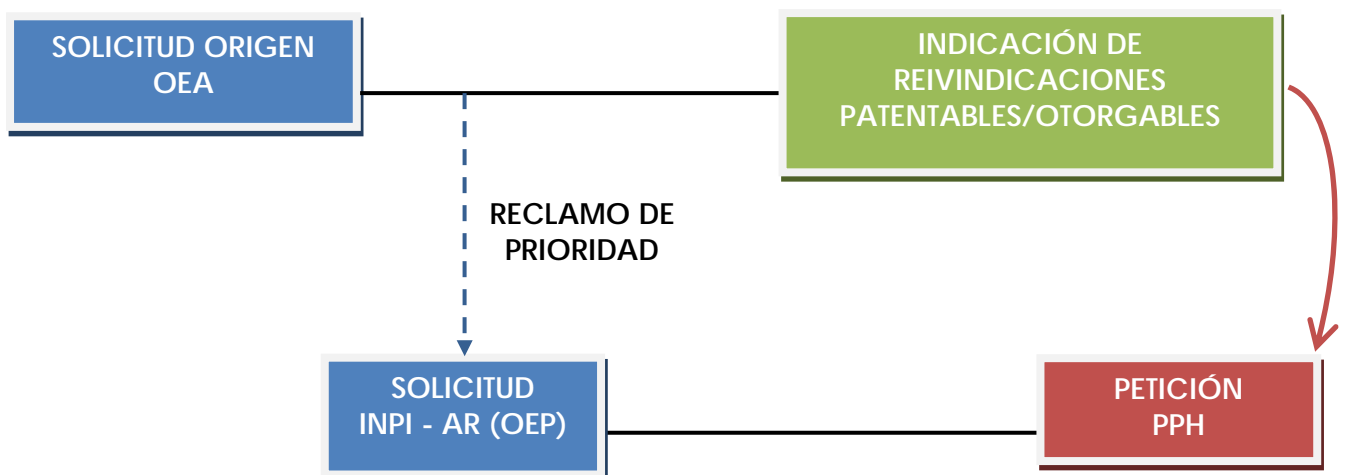 SOLICITUD ORIGEN
OEA
INDICACIÓN DE
REIVINDICACIONES
PATENTABLES/OTORGABLES
RECLAMO DE
PRIORIDAD
SOLICITUD
INPI - AR (OEP)
PETICIÓN
PPH